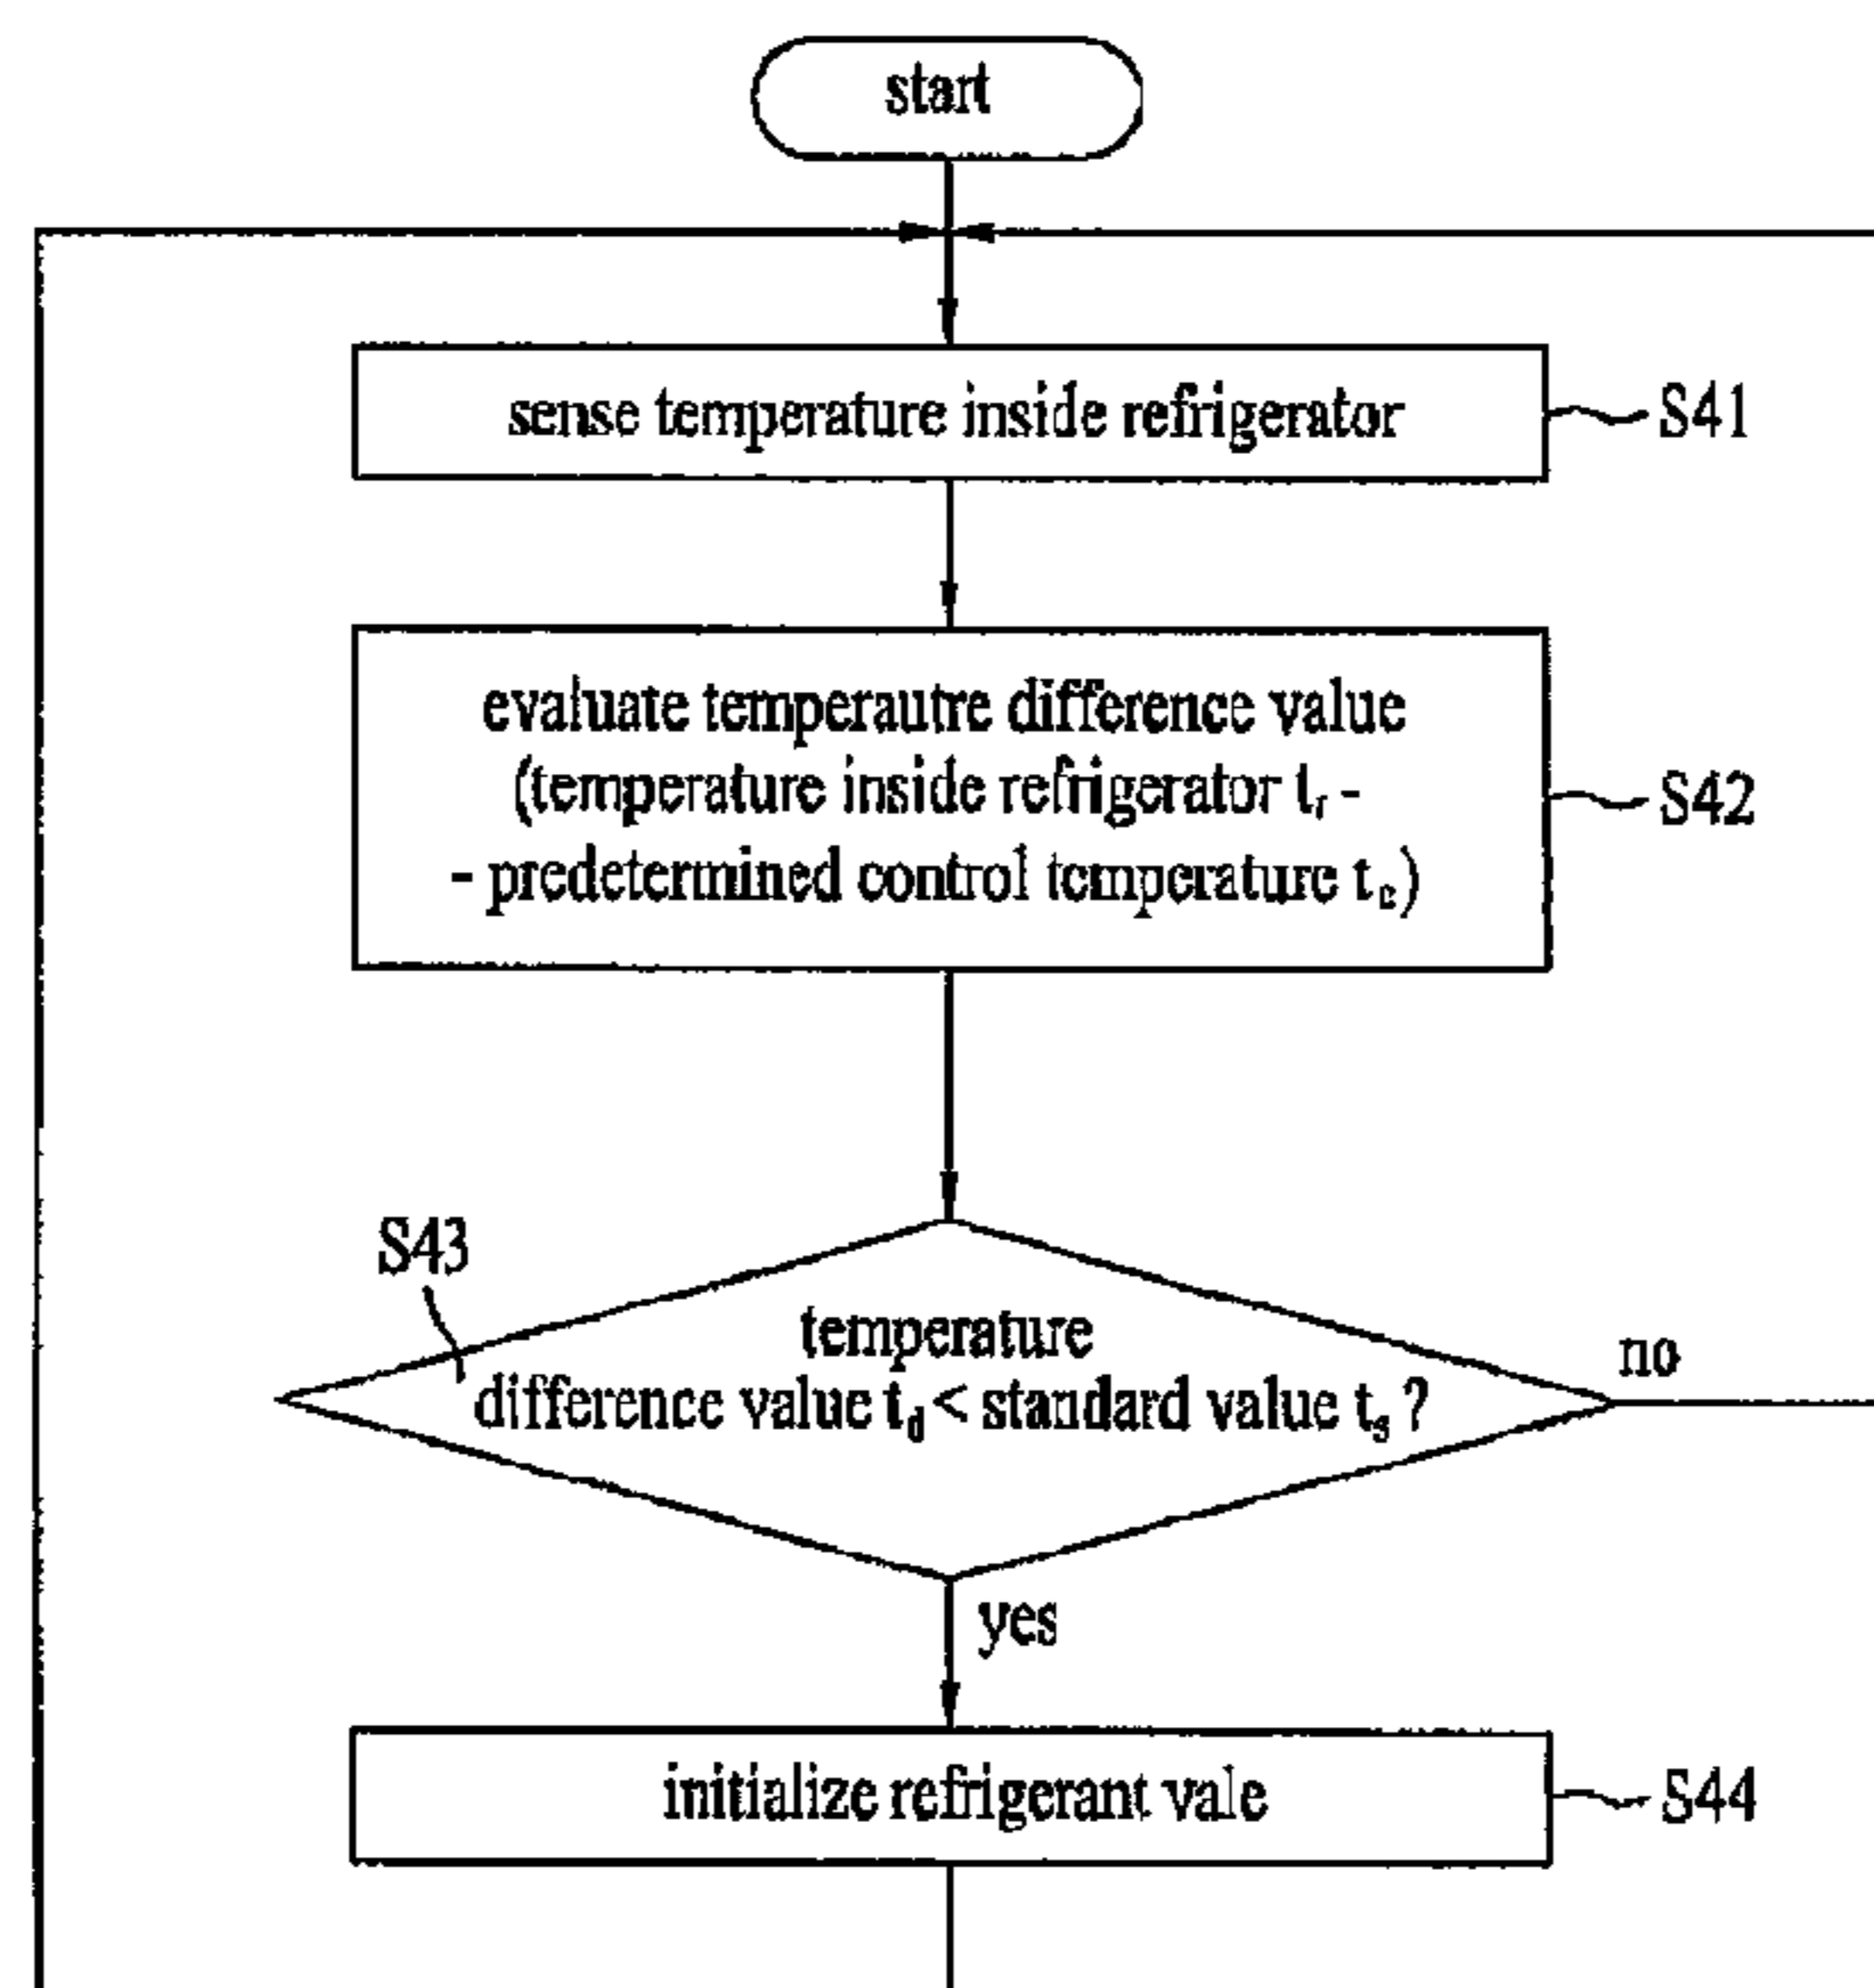 start
sense temperature inside refrigerator
S41
evaluate temperautre difference value
(temperature inside refrigerator tr -
- predetermined control temperature tc)
S42
S43
temperature
difference value td < standard value ts ?
no
yes
initialize refrigerant vale
S44